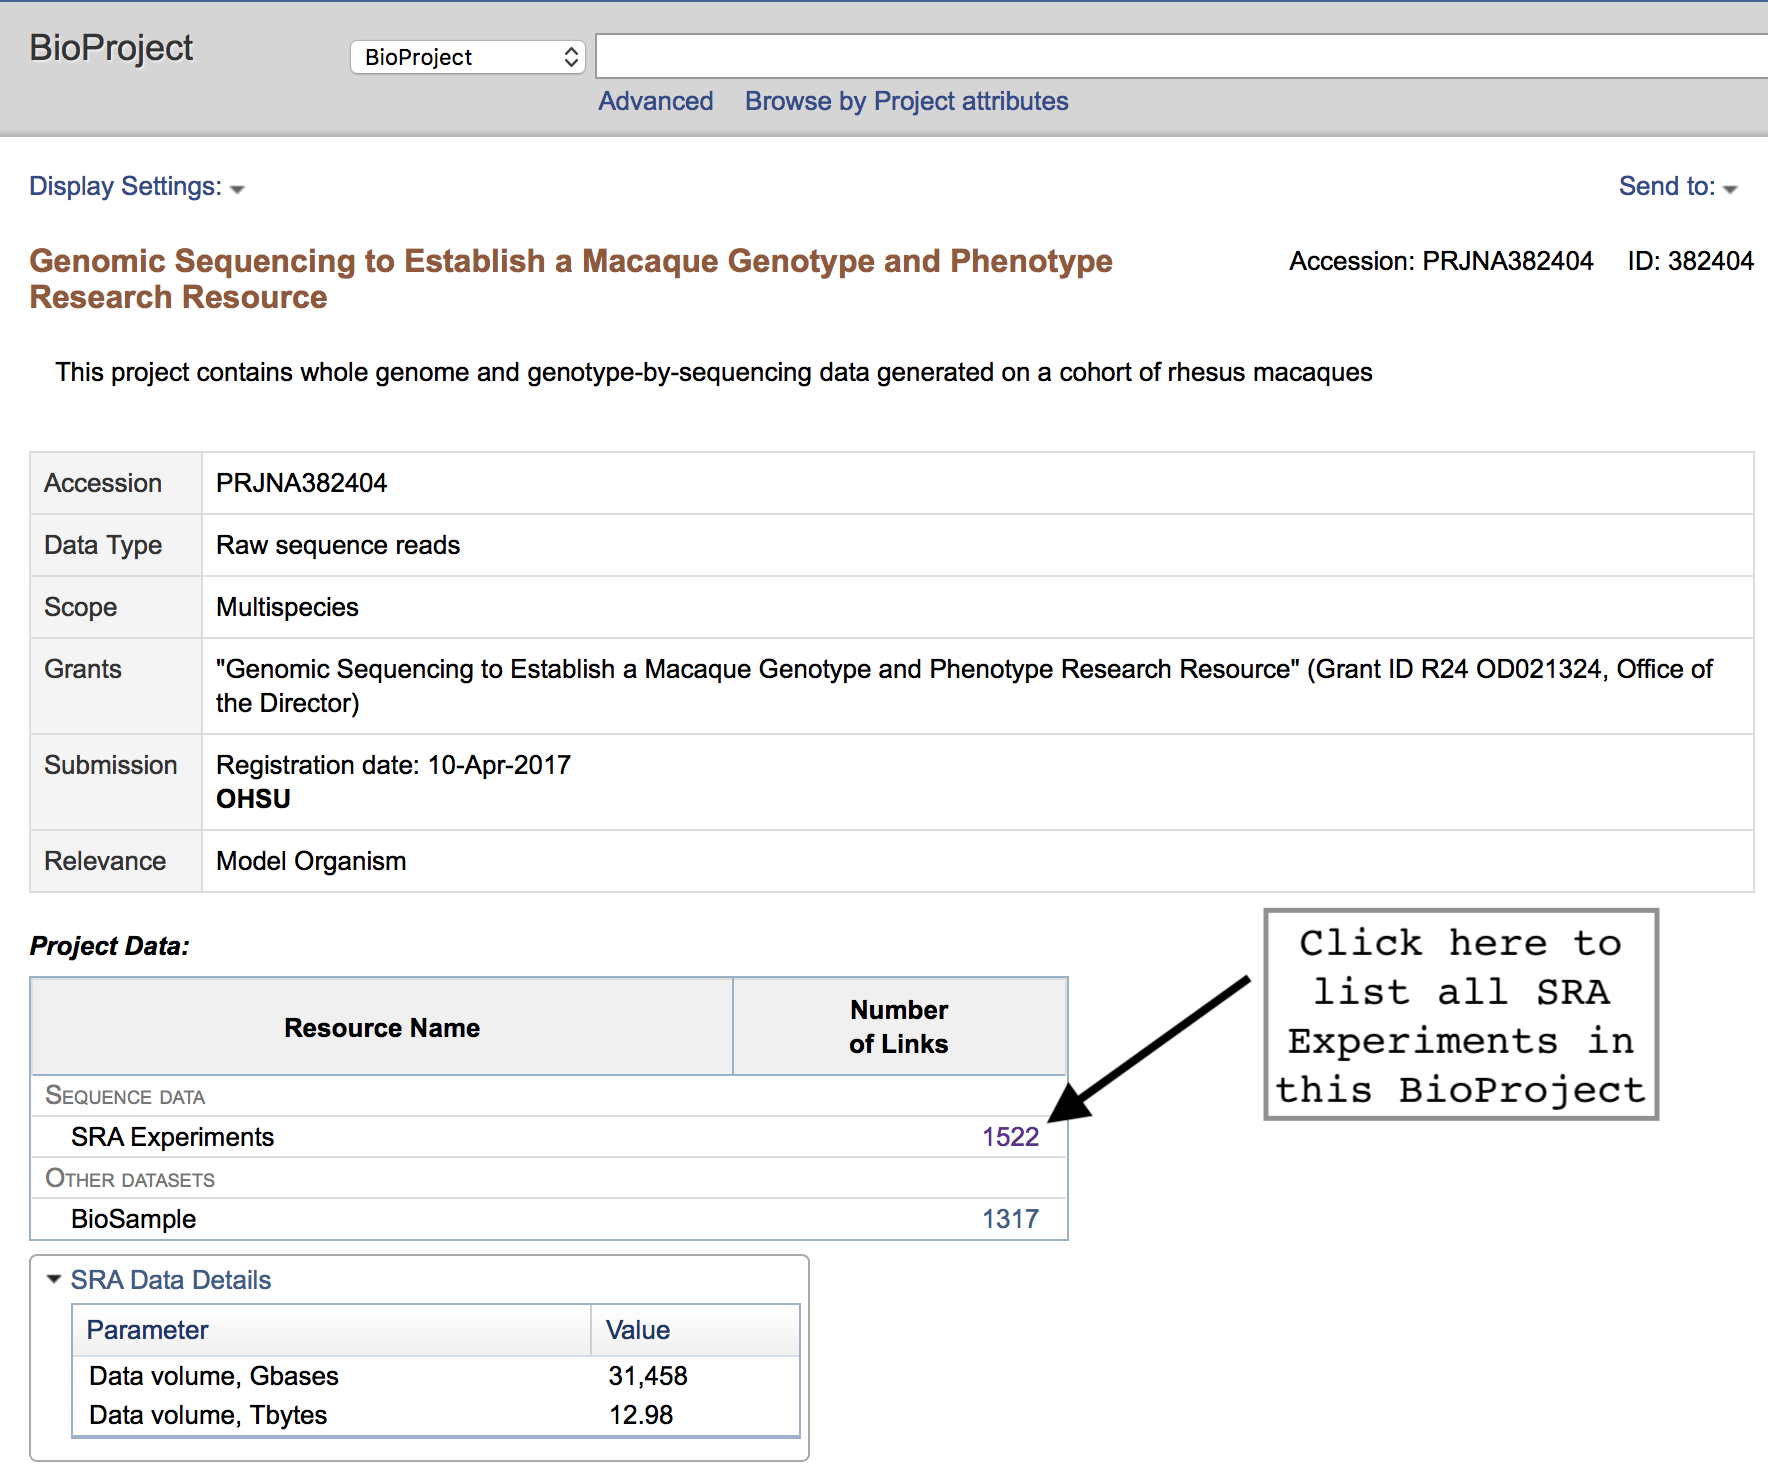 BioProject
BioProject
Advanced Browse by Project attributes
Display Settings:
Send to:
Genomic Sequencing to Establish a Macaque Genotype and Phenotype
Research Resource
Accession: PRJNA382404 ID: 382404
This project contains whole genome and genotype-by-sequencing data generated on a cohort of rhesus macaques
Accession PRJNA382404
Data Type Raw sequence reads
Scope Multispecies
Grants "Genomic Sequencing to Establish a Macaque Genotype and Phenotype Research Resource" (Grant ID R24 OD021324, Office of
the Director)
Submission Registration date: 10-Apr-2017
OHSU
Relevance Model Organism
Project Data:
Resource Name
Number
of Links
SEQUENCE DATA
SRA Experiments 1522
OTHER DATASETS
BioSample 1317
Click here to
list all SRA
Experiments in
this BioProject
SRA Data Details
Parameter Value
Data volume, Gbases 31,458
Data volume, Tbytes 12.98